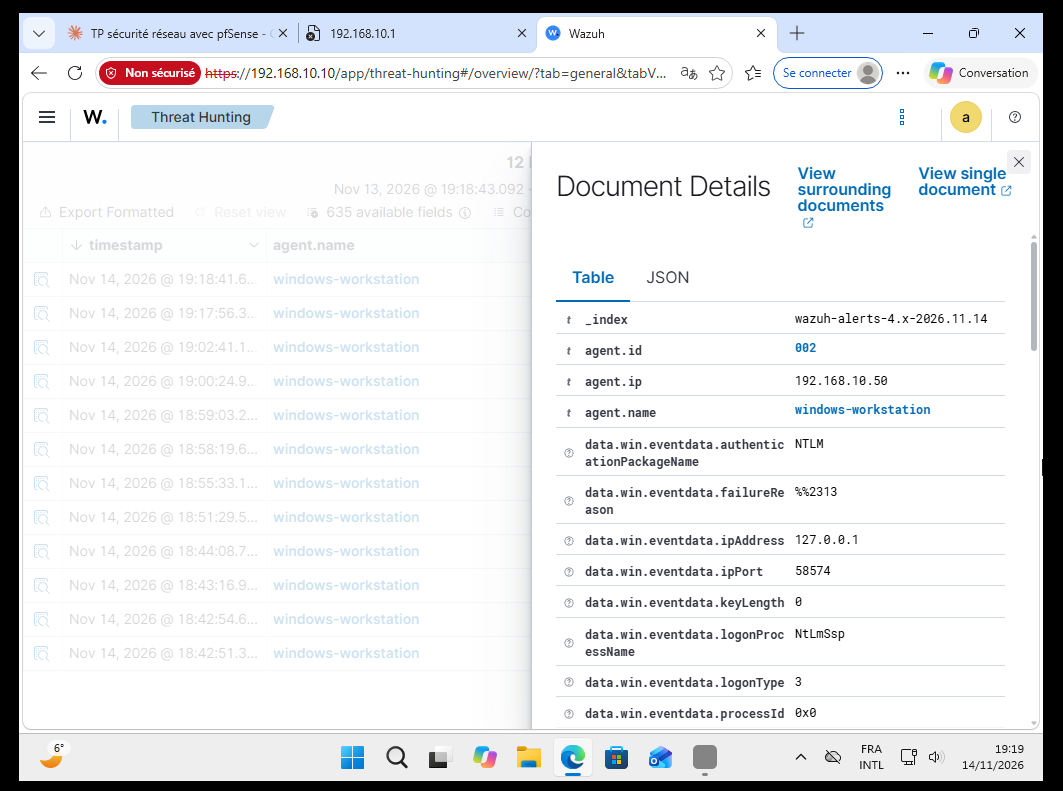 TP sécurité réseau avec pfSense -
192.168.10.1
Wazuh
Non sécurisé
https://192.168.10.10/app/threat-hunting#/overview/?tab=general&tabV...
Se connecter
Conversation
W.
Threat Hunting
a
12
Nov 13, 2026 @ 19:18:43.092 -
Export Formatted
Reset view
635 available fields
Co
timestamp
agent.name
Nov 14, 2026 @ 19:18:41.6...
windows-workstation
Nov 14, 2026 @ 19:17:56.3...
windows-workstation
Nov 14, 2026 @ 19:02:41.1...
windows-workstation
Nov 14, 2026 @ 19:00:24.9...
windows-workstation
Nov 14, 2026 @ 18:59:03.2...
windows-workstation
Nov 14, 2026 @ 18:58:19.6...
windows-workstation
Nov 14, 2026 @ 18:55:33.1...
windows-workstation
Nov 14, 2026 @ 18:51:29.5...
windows-workstation
Nov 14, 2026 @ 18:44:08.7...
windows-workstation
Nov 14, 2026 @ 18:43:16.9...
windows-workstation
Nov 14, 2026 @ 18:42:54.6...
windows-workstation
Nov 14, 2026 @ 18:42:51.3...
windows-workstation
Document Details
View
surrounding
documents
View single
document
Table
JSON
t _index
wazuh-alerts-4.x-2026.11.14
t agent.id
002
t agent.ip
192.168.10.50
t agent.name
windows-workstation
data.win.eventdata.authentic
ationPackageName
NTLM
data.win.eventdata.failureRe
ason
%%2313
data.win.eventdata.ipAddress
127.0.0.1
data.win.eventdata.ipPort
58574
data.win.eventdata.keyLength
0
data.win.eventdata.logonProc
essName
NtLmSsp
data.win.eventdata.logonType
3
data.win.eventdata.processId
0x0
6°
FRA
INTL
19:19
14/11/2026